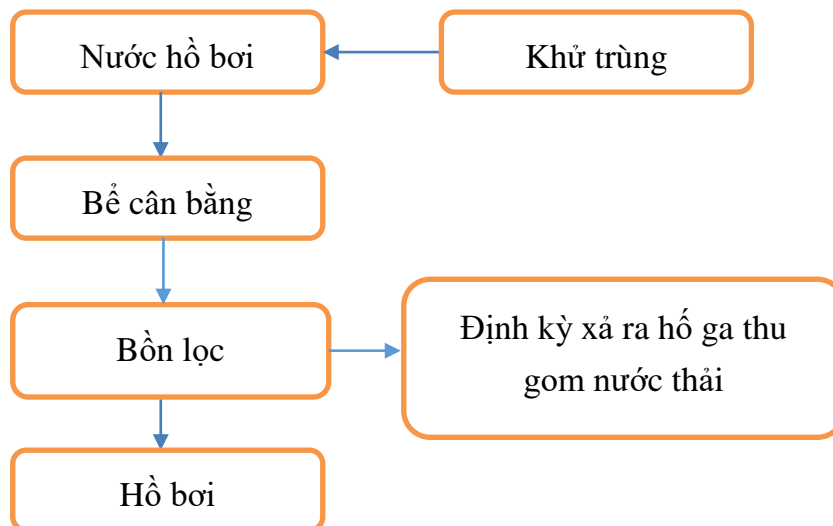 Nước hồ bơi
Khử trùng
Bể cân bằng
Bồn lọc
Định kỳ xả ra hố ga thu
gom nước thải
Hồ bơi